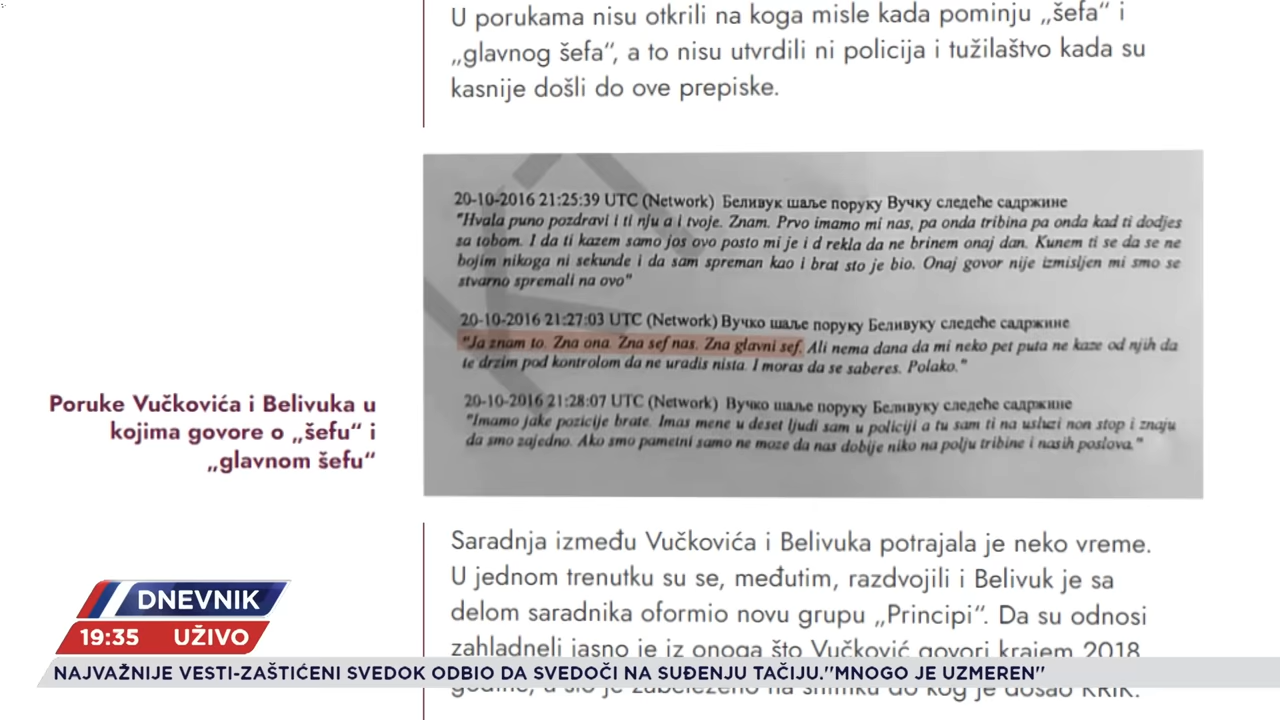 U porukama nisu otkrili na koga misle kada pominju „šefa“ i
„glavnog šefa“, a to nisu utvrdili ni policija i tužilaštvo kada su
kasnije došli do ove prepiske.
20-10-2016 21:25:39 UTC (Network) Беливук шаље поруку Вучку следеће садржине
"Hvala puno pozdravi i ti nju a i tvoje. Znam. Prvo imamo mi nas, pa onda tribina pa onda kad ti dodjes
sa tobom. I da ti kazem samo jos ovo posto mi je i d rekla da ne brinem onaj dan. Kunem ti se da se ne
bojim nikoga ni sekunde i da sam spreman kao i brat sto je bio. Onaj govor nije izmisljen mi smo se
stvarno spremali na ovo"
20-10-2016 21:27:03 UTC (Network) Вучко шаље поруку Беливуку следеће садржине
"Ja znam to. Zna ona. Zna sef nas. Zna glavni sef. Ali nema dana da mi neko pet puta ne kaze od njih da
te drzim pod kontrolom da ne uradis nista. I moras da se saberes. Polako."
20-10-2016 21:28:07 UTC (Network) Вучко шаље поруку Беливуку следеће садржине
"Imamo jake pozicije brate. Imas mene u deset ljudi sam u policiji a tu sam ti na usluzi non stop i znaju
da smo zajedno. Ako smo pametni samo ne moze da nas dobije niko na polju tribine i nasih poslova."
Poruke Vučkovića i Belivuka u
kojima govore o „šefu“ i
„glavnom šefu“
Saradnja između Vučkovića i Belivuka potrajala je neko vreme.
U jednom trenutku su se, međutim, razdvojili i Belivuk je sa
delom saradnika oformio novu grupu „Principi“. Da su odnosi
zahladneli jasno je iz onoga što Vučković govori krajem 2018.
DNEVNIK
19:35 UŽIVO
NAJVAŽNIJE VESTI-ZAŠTIĆENI SVEDOK ODBIO DA SVEDOČI NA SUĐENJU TAČIJU."MNOGO JE UZMEREN"